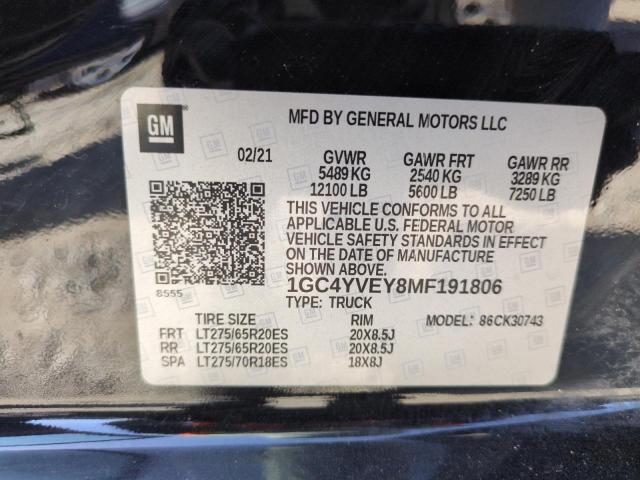 GM
MFD BY GENERAL MOTORS LLC
02/21 GVWR GAWR FRT GAWR RR
5489 KG 2540 KG 3289 KG
12100 LB 5600 LB 7250 LB
THIS VEHICLE CONFORMS TO ALL
APPLICABLE U.S. FEDERAL MOTOR
VEHICLE SAFETY STANDARDS IN EFFECT
ON THE DATE OF MANUFACTURE SHOWN ABOVE.
1GC4YVEY8MF191806
8555
TYPE: TRUCK
TIRE SIZE RIM MODEL: 86CK30743
FRT LT275/65R20ES 20X8.5J
RR LT275/65R20ES 20X8.5J
SPA LT275/70R18ES 18X8J